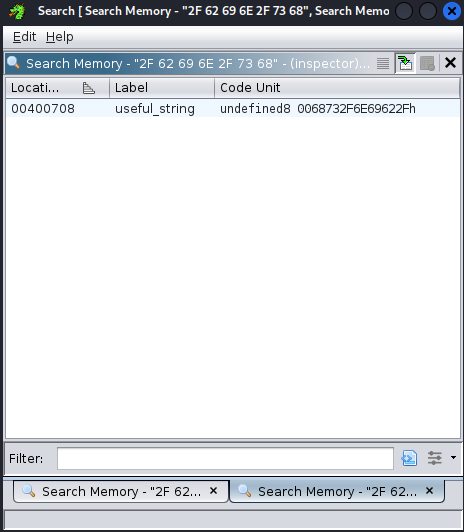 Search [ Search Memory - "2F 62 69 6E 2F 73 68", Search Memo
Edit Help
Search Memory - "2F 62 69 6E 2F 73 68" - (inspector)...
Locati... Label Code Unit
00400708 useful_string undefined8 0068732F6E69622Fh
Filter:
Search Memory - "2F 62... Search Memory - "2F 62...